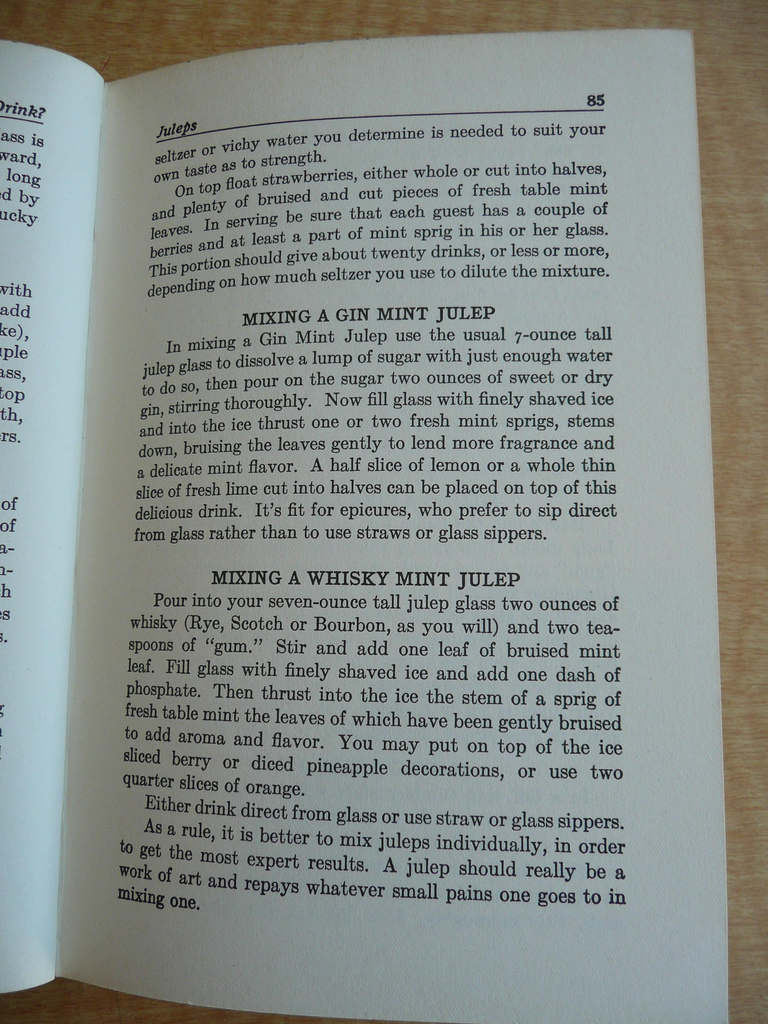 Drink?
ass is
ward,
long
d by
ucky
with
add
ke),
uple
ass,
top
th,
rs.
of
of
a-
n-
h
es
s.
g
Juleps 85
seltzer or vichy water you determine is needed to suit your
own taste as to strength.
On top float strawberries, either whole or cut into halves,
and plenty of bruised and cut pieces of fresh table mint
leaves. In serving be sure that each guest has a couple of
berries and at least a part of mint sprig in his or her glass.
This portion should give about twenty drinks, or less or more,
depending on how much seltzer you use to dilute the mixture.
MIXING A GIN MINT JULEP
In mixing a Gin Mint Julep use the usual 7-ounce tall
julep glass to dissolve a lump of sugar with just enough water
to do so, then pour on the sugar two ounces of sweet or dry
gin, stirring thoroughly. Now fill glass with finely shaved ice
and into the ice thrust one or two fresh mint sprigs, stems
down, bruising the leaves gently to lend more fragrance and
a delicate mint flavor. A half slice of lemon or a whole thin
slice of fresh lime cut into halves can be placed on top of this
delicious drink. It's fit for epicures, who prefer to sip direct
from glass rather than to use straws or glass sippers.
MIXING A WHISKY MINT JULEP
Pour into your seven-ounce tall julep glass two ounces of
whisky (Rye, Scotch or Bourbon, as you will) and two tea-
spoons of "gum." Stir and add one leaf of bruised mint
leaf. Fill glass with finely shaved ice and add one dash of
phosphate. Then thrust into the ice the stem of a sprig of
fresh table mint the leaves of which have been gently bruised
to add aroma and flavor. You may put on top of the ice
sliced berry or diced pineapple decorations, or use two
quarter slices of orange.
Either drink direct from glass or use straw or glass sippers.
As a rule, it is better to mix juleps individually, in order
to get the most expert results. A julep should really be a
work of art and repays whatever small pains one goes to in
mixing one.